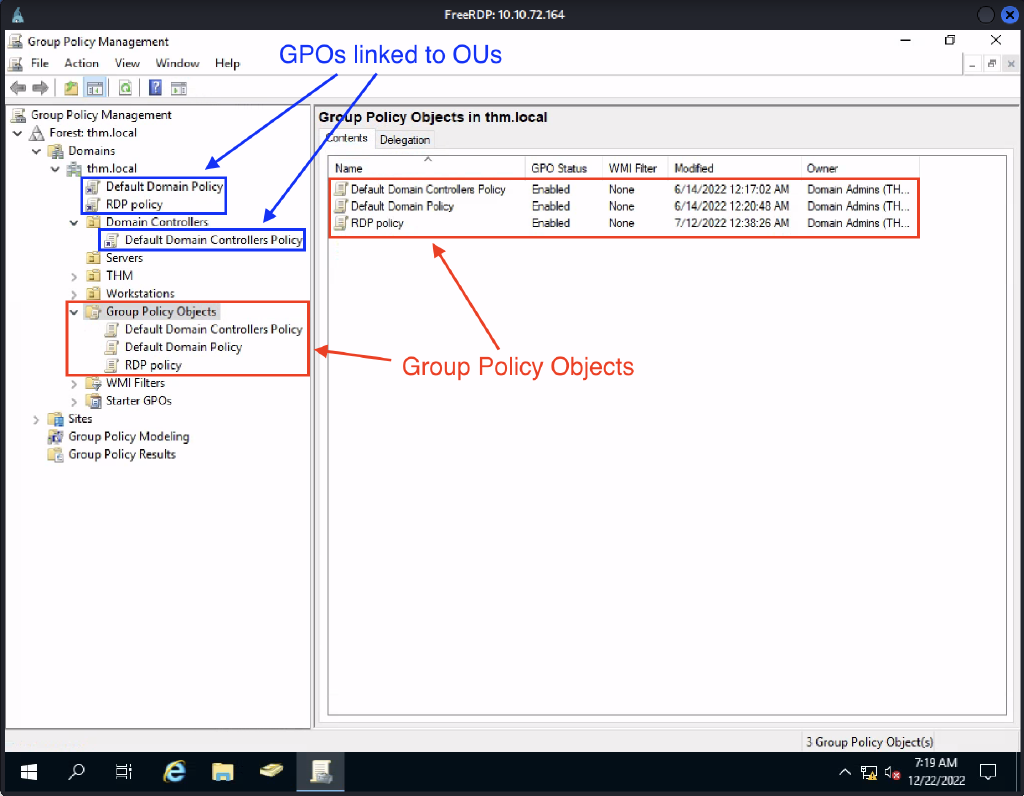 FreeRDP: 10.10.72.164
Group Policy Management
File Action View Window Help
GPOs linked to OUs
Group Policy Management
Forest: thm.local
Domains
thm.local
Default Domain Policy
RDP policy
Domain Controllers
Default Domain Controllers Policy
Servers
THM
Workstations
Group Policy Objects
Default Domain Controllers Policy
Default Domain Policy
RDP policy
WMI Filters
Starter GPOs
Sites
Group Policy Modeling
Group Policy Results
Group Policy Objects in thm.local
Contents Delegation
Name GPO Status WMI Filter Modified Owner
Default Domain Controllers Policy Enabled None 6/14/2022 12:17:02 AM Domain Admins (TH...
Default Domain Policy Enabled None 6/14/2022 12:20:48 AM Domain Admins (TH...
RDP policy Enabled None 7/12/2022 12:38:26 AM Domain Admins (TH...
Group Policy Objects
3 Group Policy Object(s)
7:19 AM
12/22/2022